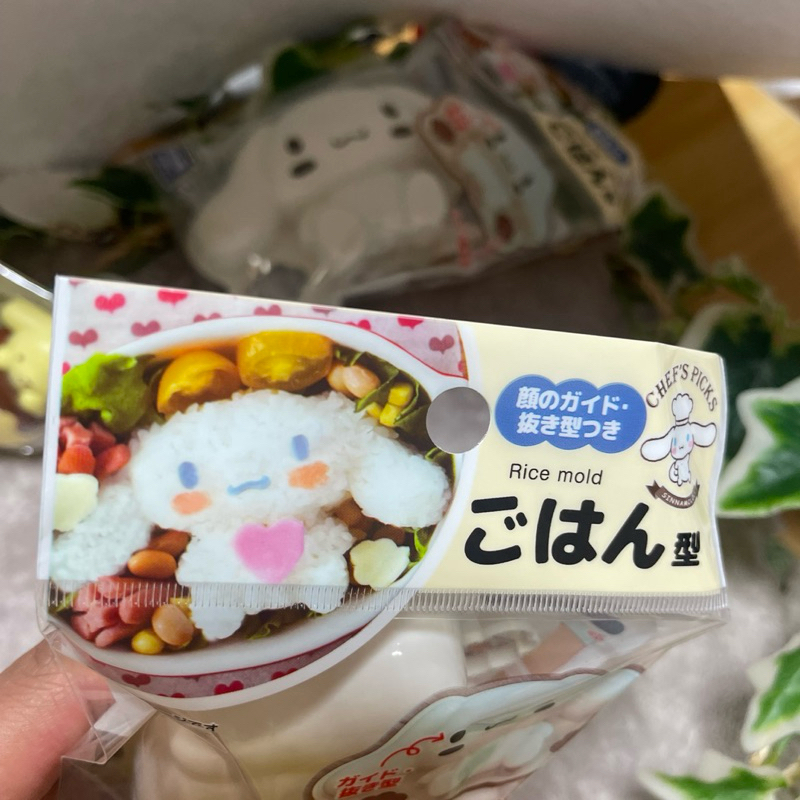 顔のガイド・
抜き型つき
CHEF'S PICKS
Rice mold
ごはん型
ガイド・
抜き型